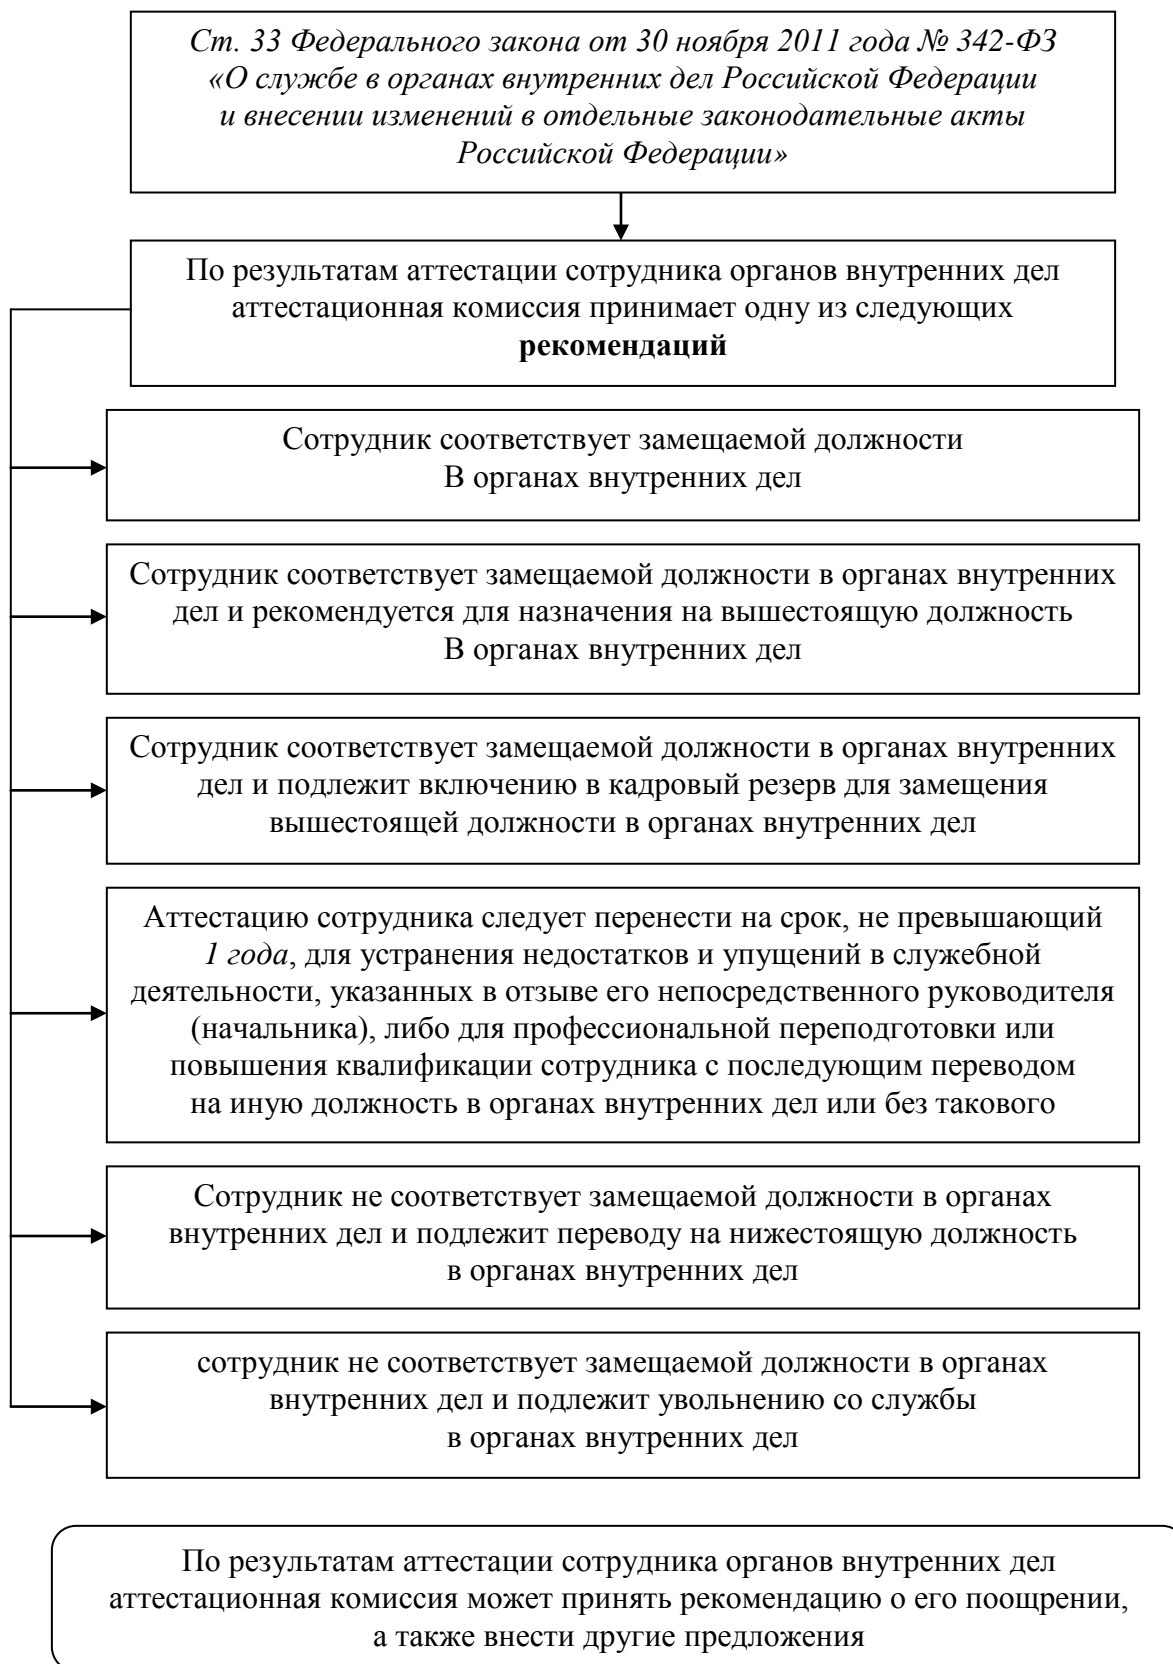 Ст. 33 Федерального закона от 30 ноября 2011 года № 342-ФЗ
«О службе в органах внутренних дел Российской Федерации
и внесении изменений в отдельные законодательные акты
Российской Федерации»
По результатам аттестации сотрудника органов внутренних дел
аттестационная комиссия принимает одну из следующих
рекомендаций
Сотрудник соответствует замещаемой должности
В органах внутренних дел
Сотрудник соответствует замещаемой должности в органах внутренних
дел и рекомендуется для назначения на вышестоящую должность
В органах внутренних дел
Сотрудник соответствует замещаемой должности в органах внутренних
дел и подлежит включению в кадровый резерв для замещения
вышестоящей должности в органах внутренних дел
Аттестацию сотрудника следует перенести на срок, не превышающий
1 года, для устранения недостатков и упущений в служебной
деятельности, указанных в отзыве его непосредственного руководителя
(начальника), либо для профессиональной переподготовки или
повышения квалификации сотрудника с последующим переводом
на иную должность в органах внутренних дел или без такового
Сотрудник не соответствует замещаемой должности в органах
внутренних дел и подлежит переводу на нижестоящую должность
в органах внутренних дел
сотрудник не соответствует замещаемой должности в органах
внутренних дел и подлежит увольнению со службы
в органах внутренних дел
По результатам аттестации сотрудника органов внутренних дел
аттестационная комиссия может принять рекомендацию о его поощрении,
а также внести другие предложения